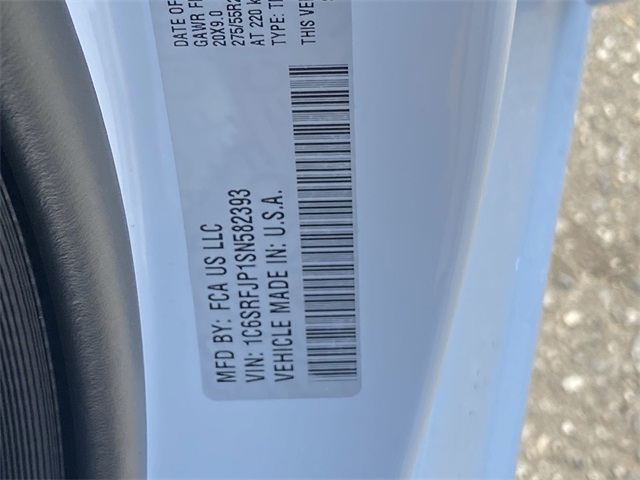 MFD BY: FCA US LLC DATE OF
VIN: 1C6SRFJP1SN582393 GAWR
VEHICLE MADE IN: U.S.A. 20X9.0
275/55R2
AT 220
TYPE:
THIS VE